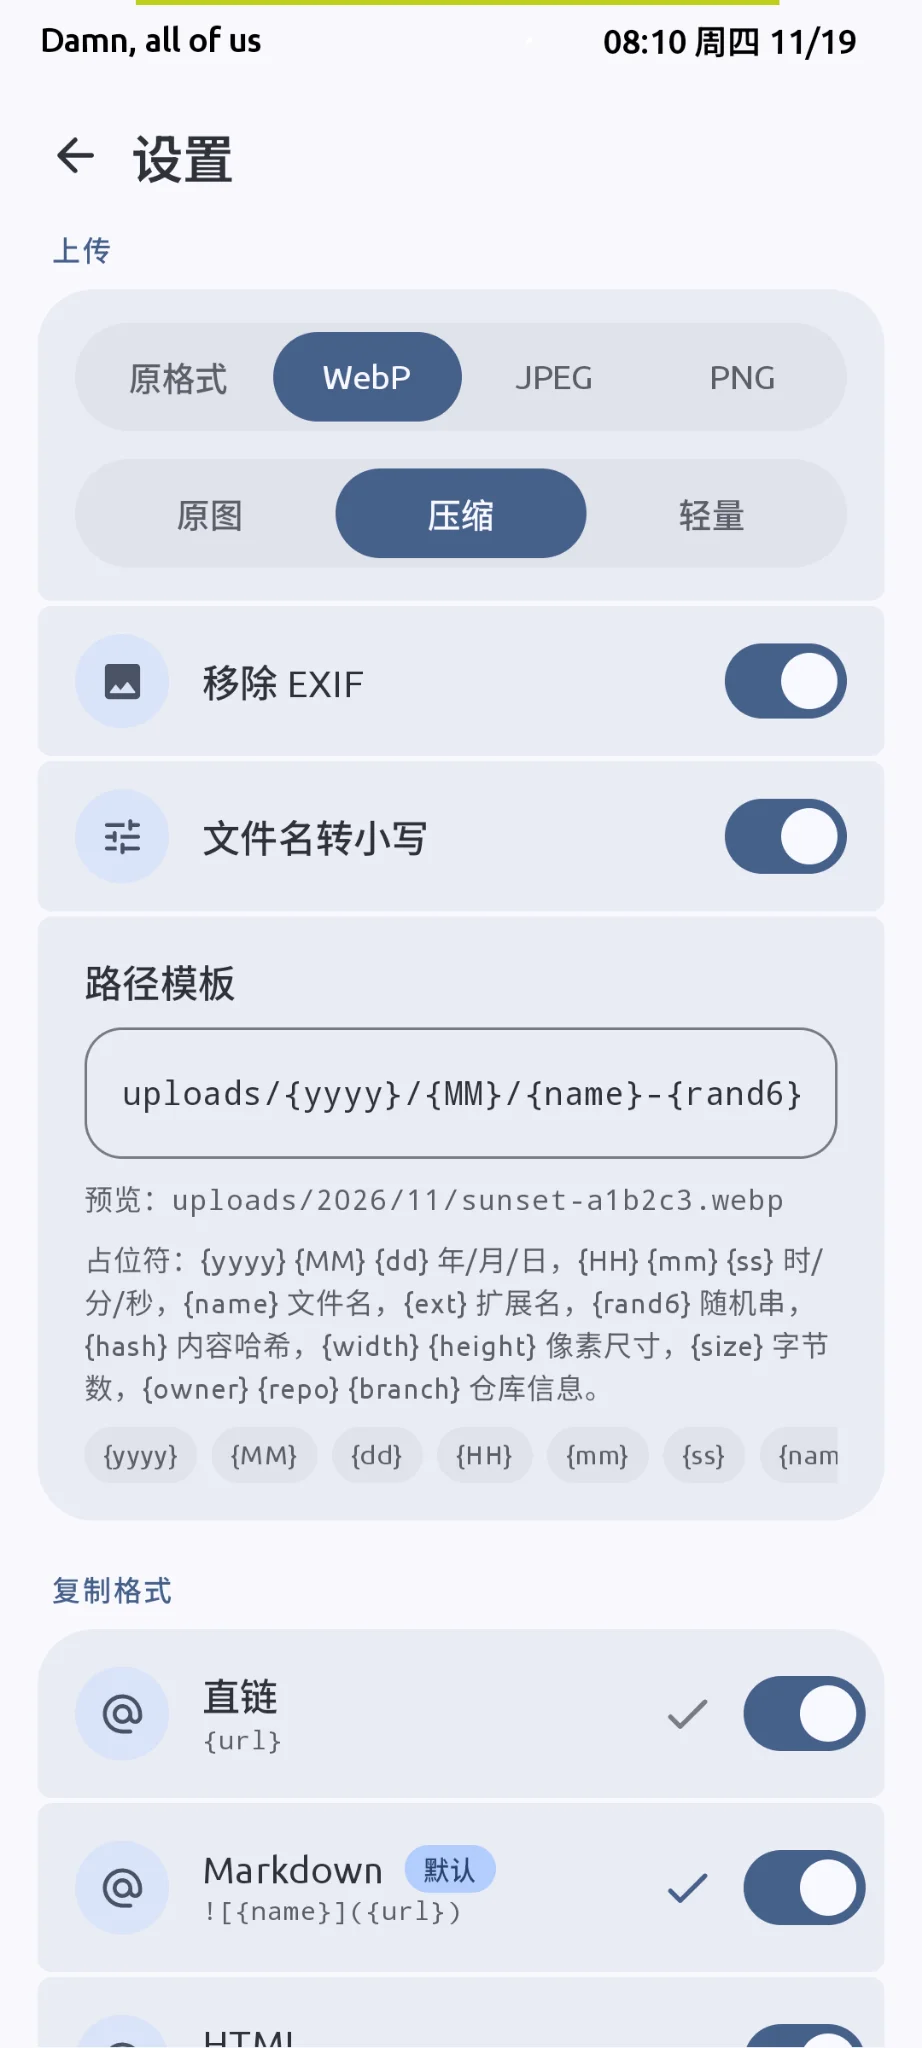 Damn, all of us
08:10 周四 11/19
设置
上传
原格式 WebP JPEG PNG
原图 压缩 轻量
移除 EXIF
文件名转小写
路径模板
uploads/{yyyy}/{MM}/{name}-{rand6}
预览：uploads/2026/11/sunset-a1b2c3.webp
占位符：{yyyy} {MM} {dd} 年/月/日，{HH} {mm} {ss} 时/
分/秒，{name} 文件名，{ext} 扩展名，{rand6} 随机串，
{hash} 内容哈希，{width} {height} 像素尺寸，{size} 字节
数，{owner} {repo} {branch} 仓库信息。
{yyyy} {MM} {dd} {HH} {mm} {ss} {nam
复制格式
直链
{url}
Markdown 默认
![{name}]({url})
HTML